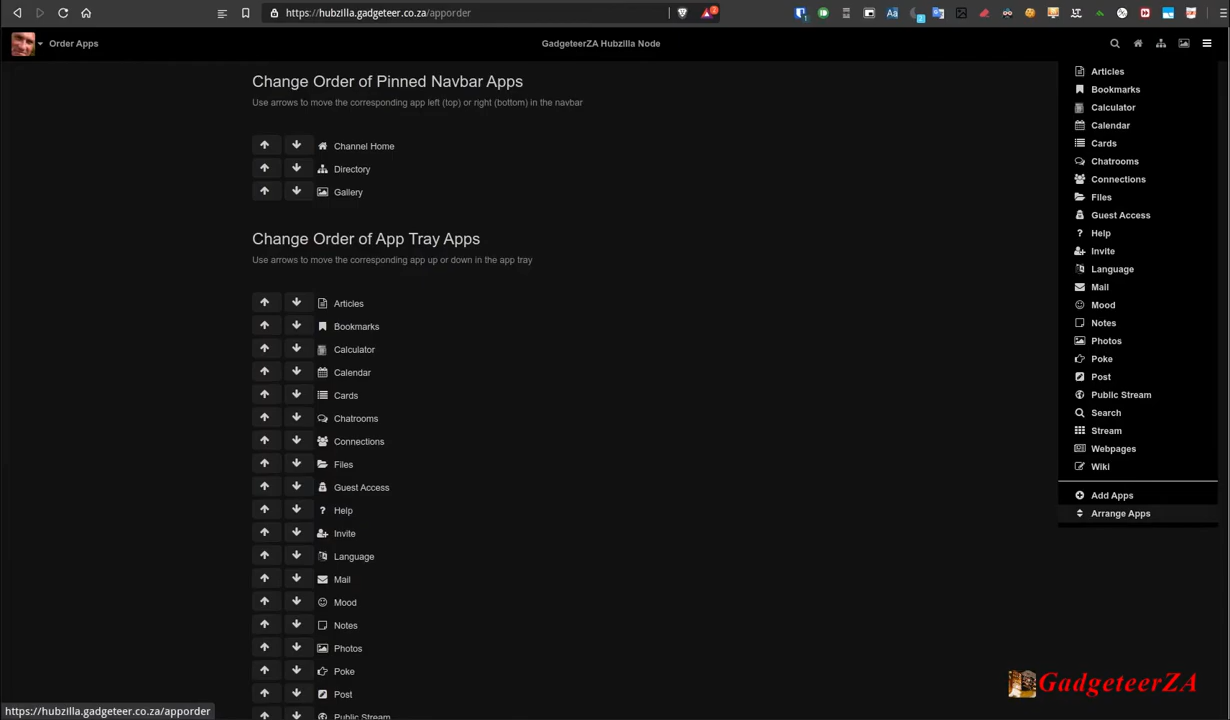 https://hubzilla.gadgeteer.co.za/apporder
2
Order Apps
GadgeteerZA Hubzilla Node
Change Order of Pinned Navbar Apps
Use arrows to move the corresponding app left (top) or right (bottom) in the navbar
Channel Home
Directory
Gallery
Change Order of App Tray Apps
Use arrows to move the corresponding app up or down in the app tray
Articles
Bookmarks
Calculator
Calendar
Cards
Chatrooms
Connections
Files
Guest Access
Help
Invite
Language
Mail
Mood
Notes
Photos
Poke
Post
Public Stream
Articles
Bookmarks
Calculator
Calendar
Cards
Chatrooms
Connections
Files
Guest Access
Help
Invite
Language
Mail
Mood
Notes
Photos
Poke
Post
Public Stream
Search
Stream
Webpages
Wiki
Add Apps
Arrange Apps
GadgeteerZA
https://hubzilla.gadgeteer.co.za/apporder